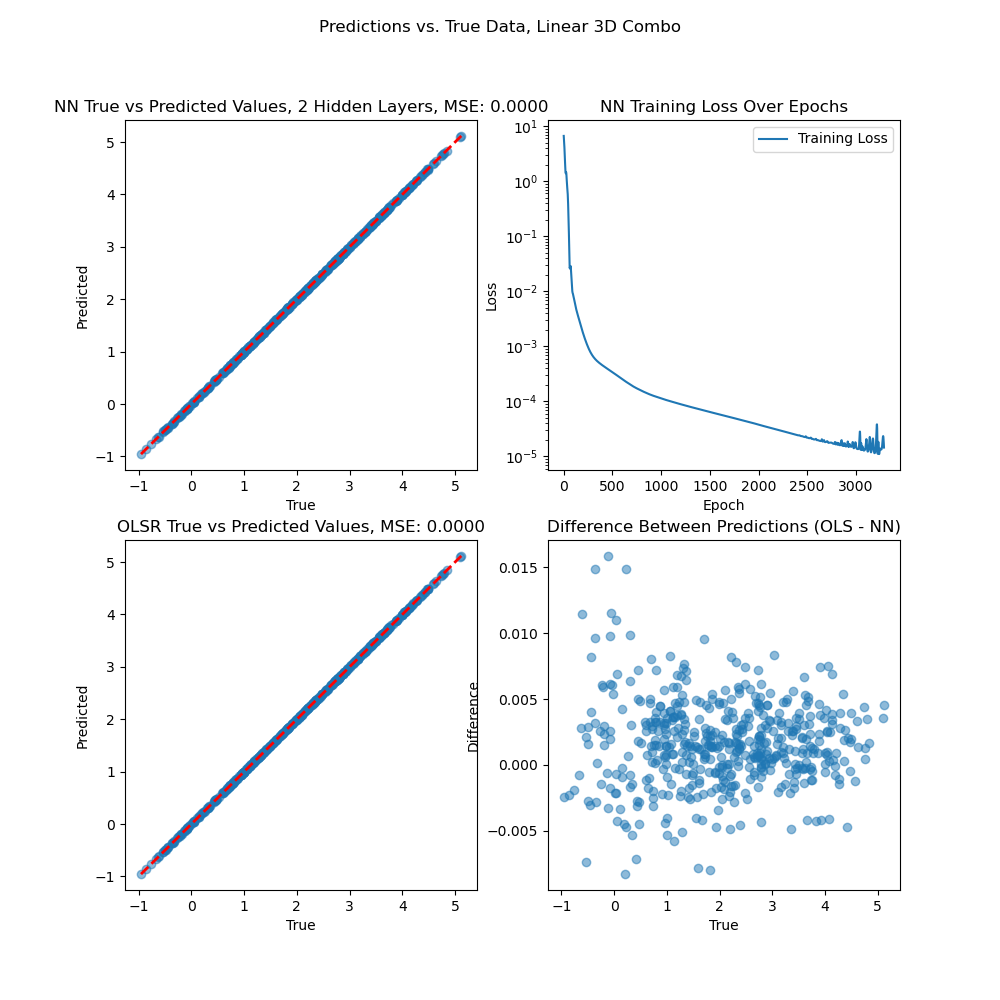 Predictions vs. True Data, Linear 3D Combo
NN True vs Predicted Values, 2 Hidden Layers, MSE: 0.0000
5
4
3
2
1
0
−1
Predicted
−1 0 1 2 3 4 5
True
NN Training Loss Over Epochs
Training Loss
10^1
10^0
10^−1
10^−2
10^−3
10^−4
10^−5
Loss
0 500 1000 1500 2000 2500 3000
Epoch
OLSR True vs Predicted Values, MSE: 0.0000
5
4
3
2
1
0
−1
Predicted
−1 0 1 2 3 4 5
True
Difference Between Predictions (OLS - NN)
0.015
0.010
0.005
0.000
−0.005
Difference
−1 0 1 2 3 4 5
True